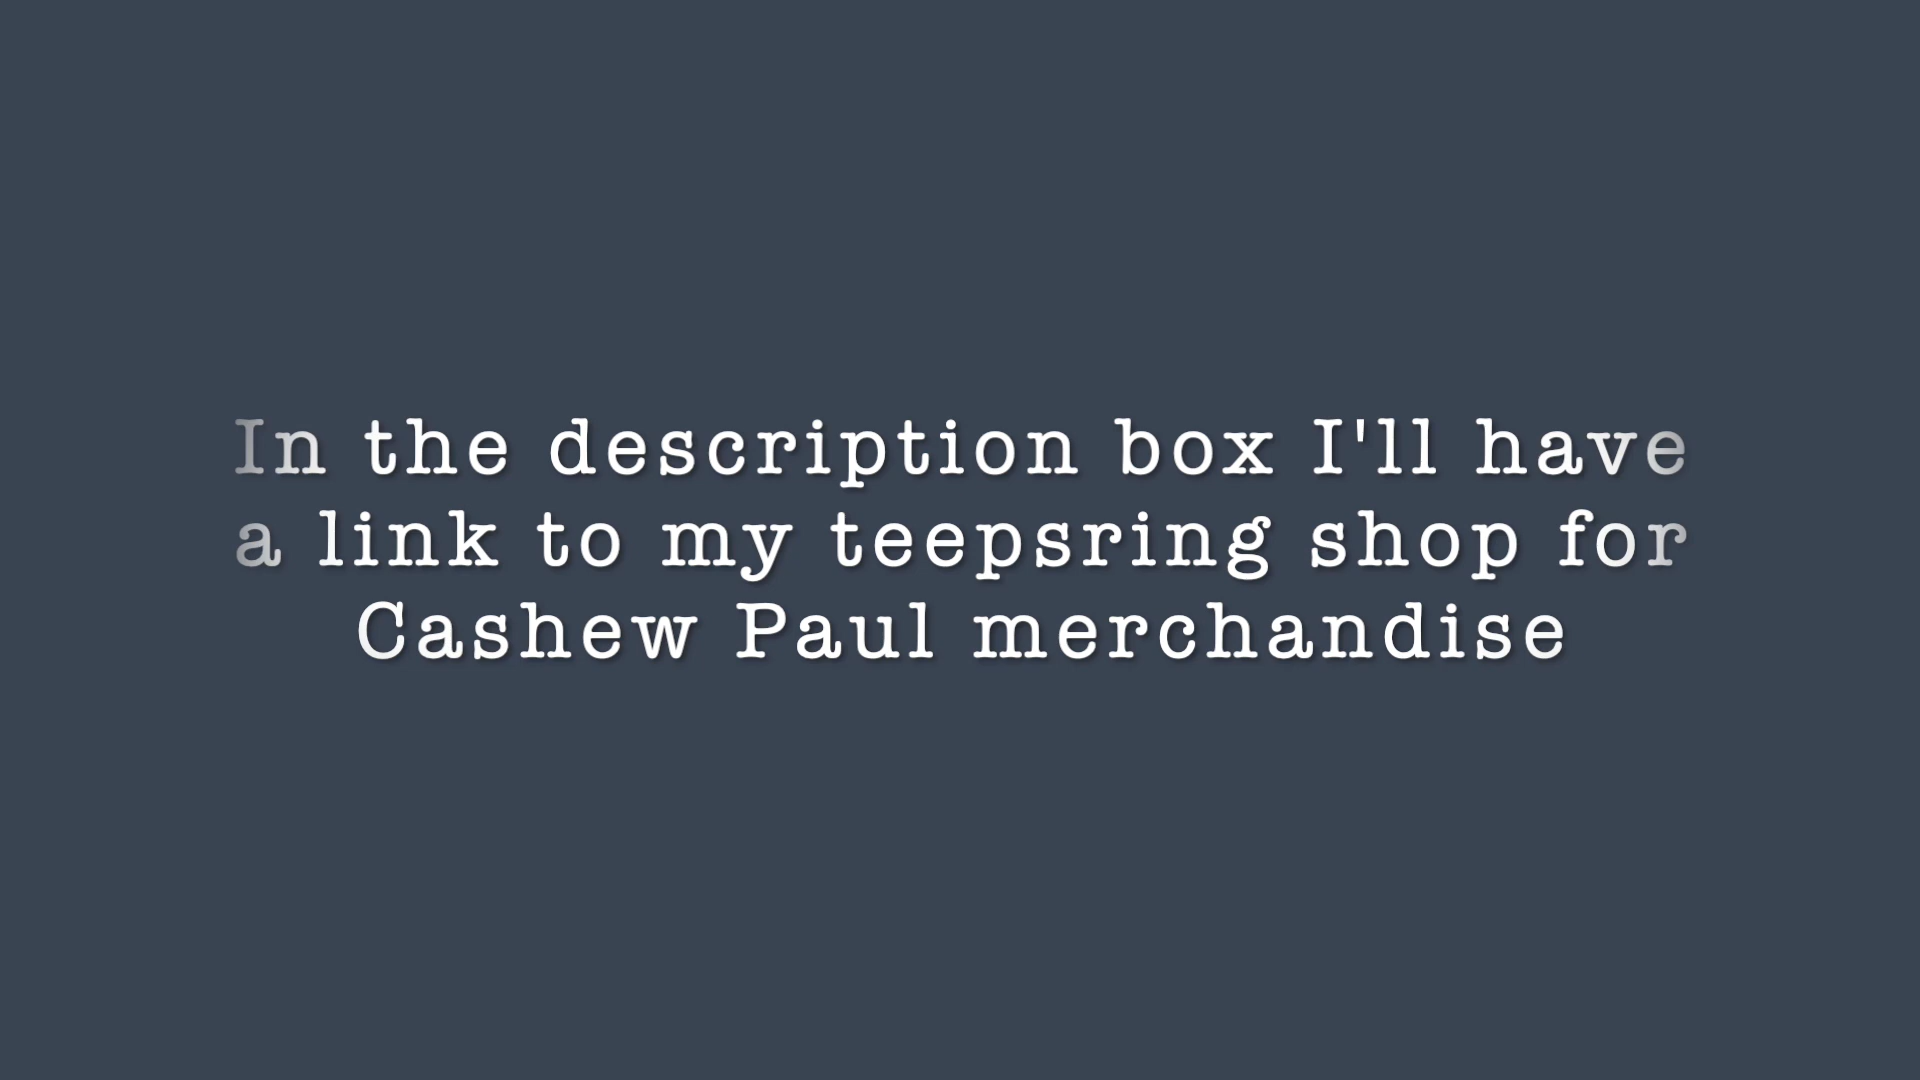 In the description box I'll have
a link to my teepsring shop for
Cashew Paul merchandise